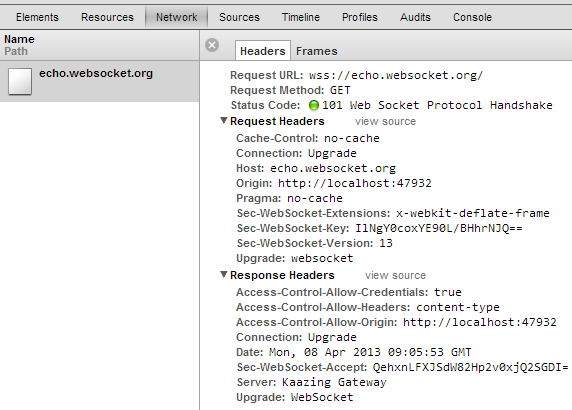 Elements Resources Network Sources Timeline Profiles Audits Console
Name
Path
Headers Frames
echo.websocket.org
Request URL: wss://echo.websocket.org/
Request Method: GET
Status Code: 101 Web Socket Protocol Handshake
Request Headers view source
Cache-Control: no-cache
Connection: Upgrade
Host: echo.websocket.org
Origin: http://localhost:47932
Pragma: no-cache
Sec-WebSocket-Extensions: x-webkit-deflate-frame
Sec-WebSocket-Key: IlNgY0coxYE90L/BHhrNJQ==
Sec-WebSocket-Version: 13
Upgrade: websocket
Response Headers view source
Access-Control-Allow-Credentials: true
Access-Control-Allow-Headers: content-type
Access-Control-Allow-Origin: http://localhost:47932
Connection: Upgrade
Date: Mon, 08 Apr 2013 09:05:53 GMT
Sec-WebSocket-Accept: QehxnLFXJSdW82Hp2v0xjQ2SGDI=
Server: Kaazing Gateway
Upgrade: WebSocket